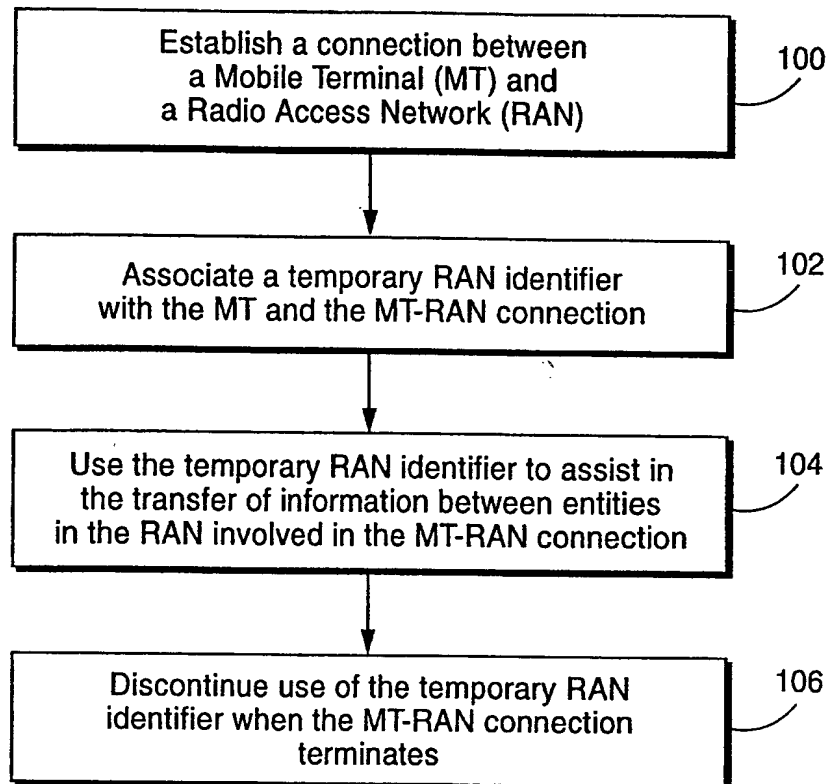 Establish a connection between
a Mobile Terminal (MT) and
a Radio Access Network (RAN)
100
Associate a temporary RAN identifier
with the MT and the MT-RAN connection
102
Use the temporary RAN identifier to assist in
the transfer of information between entities
in the RAN involved in the MT-RAN connection
104
Discontinue use of the temporary RAN
identifier when the MT-RAN connection
terminates
106